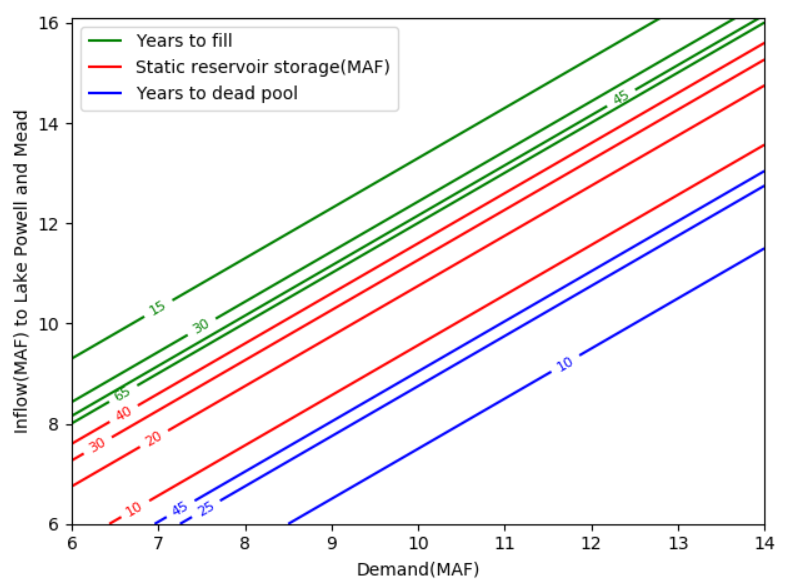 Years to fill
Static reservoir storage(MAF)
Years to dead pool
Inflow(MAF) to Lake Powell and Mead
16
14
12
10
8
6
45
15
30
65
40
30
20
10
45
25
10
6 7 8 9 10 11 12 13 14
Demand(MAF)